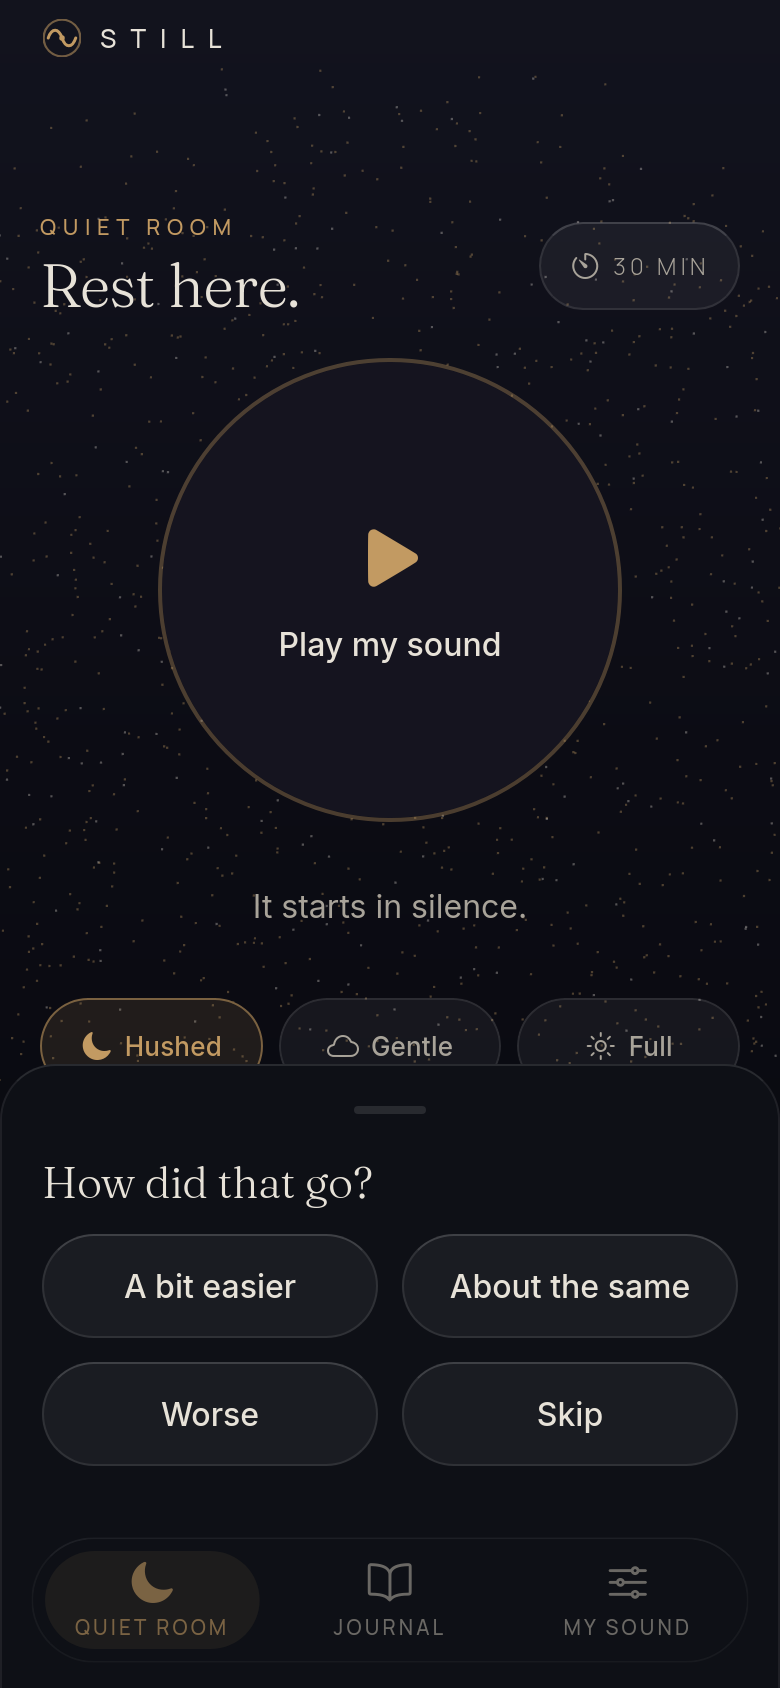 STILL
QUIET ROOM
Rest here.
30 MIN
Play my sound
It starts in silence.
Hushed
Gentle
Full
How did that go?
A bit easier
About the same
Worse
Skip
QUIET ROOM
JOURNAL
MY SOUND